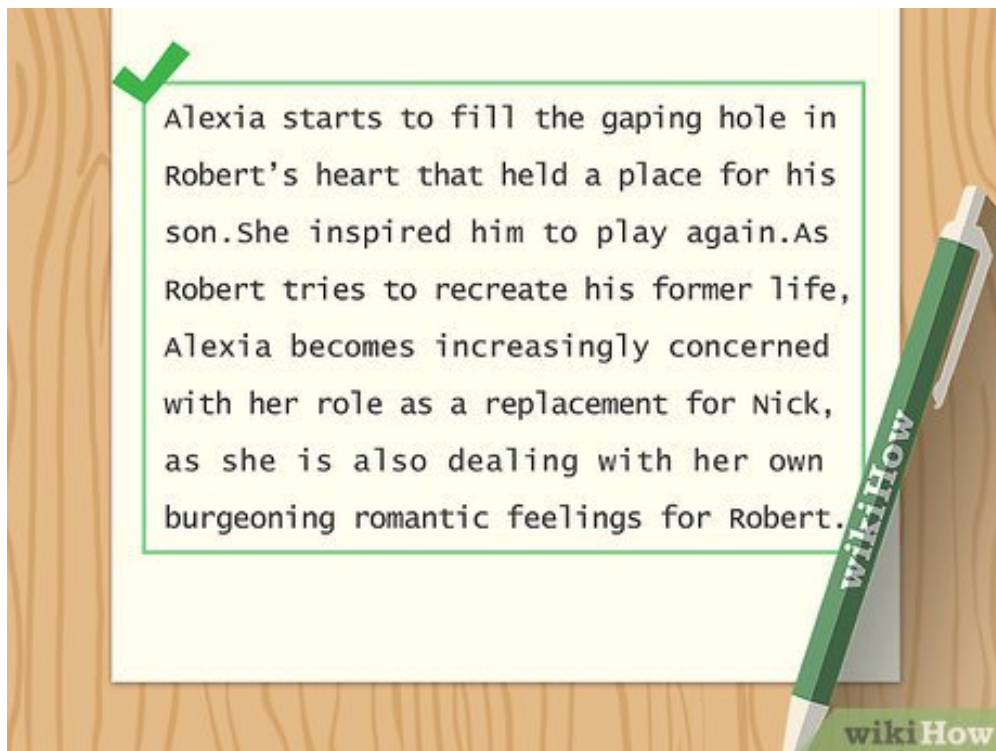 Alexia starts to fill the gaping hole in
Robert’s heart that held a place for his
son.She inspired him to play again.As
Robert tries to recreate his former life,
Alexia becomes increasingly concerned
with her role as a replacement for Nick,
as she is also dealing with her own
burgeoning romantic feelings for Robert.
wikiHow
wikiHow